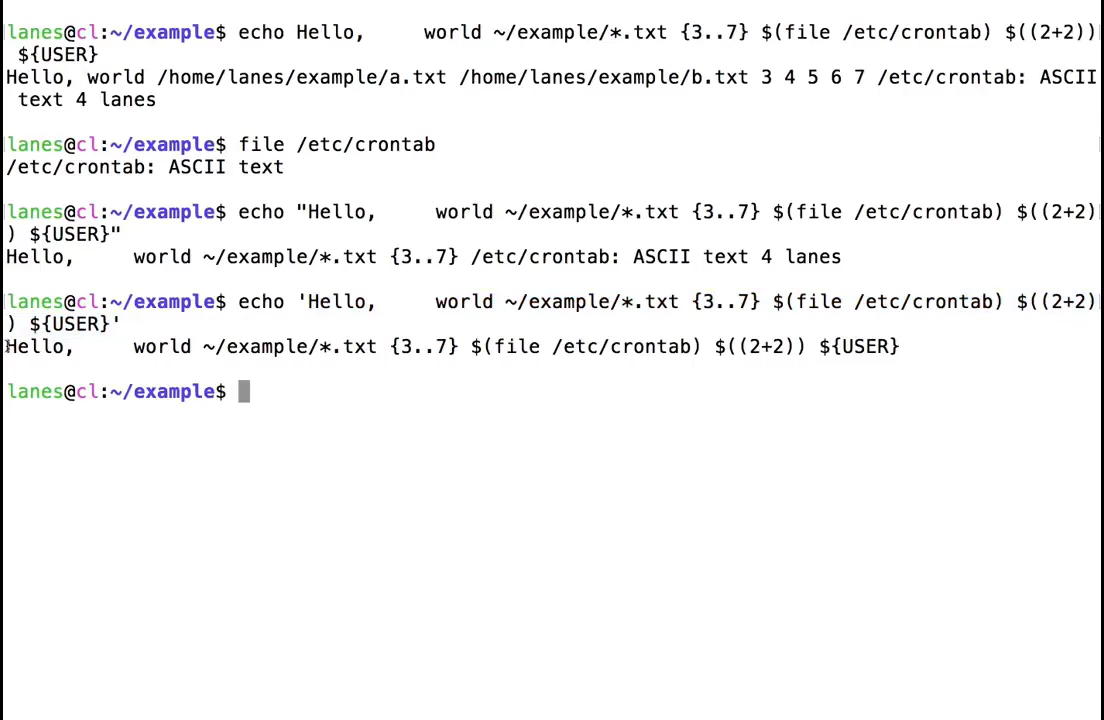 lanes@cl:~/example$ echo Hello,     world ~/example/*.txt {3..7} $(file /etc/crontab) $((2+2))
 ${USER}
Hello, world /home/lanes/example/a.txt /home/lanes/example/b.txt 3 4 5 6 7 /etc/crontab: ASCII
 text 4 lanes
lanes@cl:~/example$ file /etc/crontab
/etc/crontab: ASCII text
lanes@cl:~/example$ echo "Hello,     world ~/example/*.txt {3..7} $(file /etc/crontab) $((2+2)
) ${USER}"
Hello,     world ~/example/*.txt {3..7} /etc/crontab: ASCII text 4 lanes
lanes@cl:~/example$ echo 'Hello,     world ~/example/*.txt {3..7} $(file /etc/crontab) $((2+2)
) ${USER}'
Hello,     world ~/example/*.txt {3..7} $(file /etc/crontab) $((2+2)) ${USER}
lanes@cl:~/example$